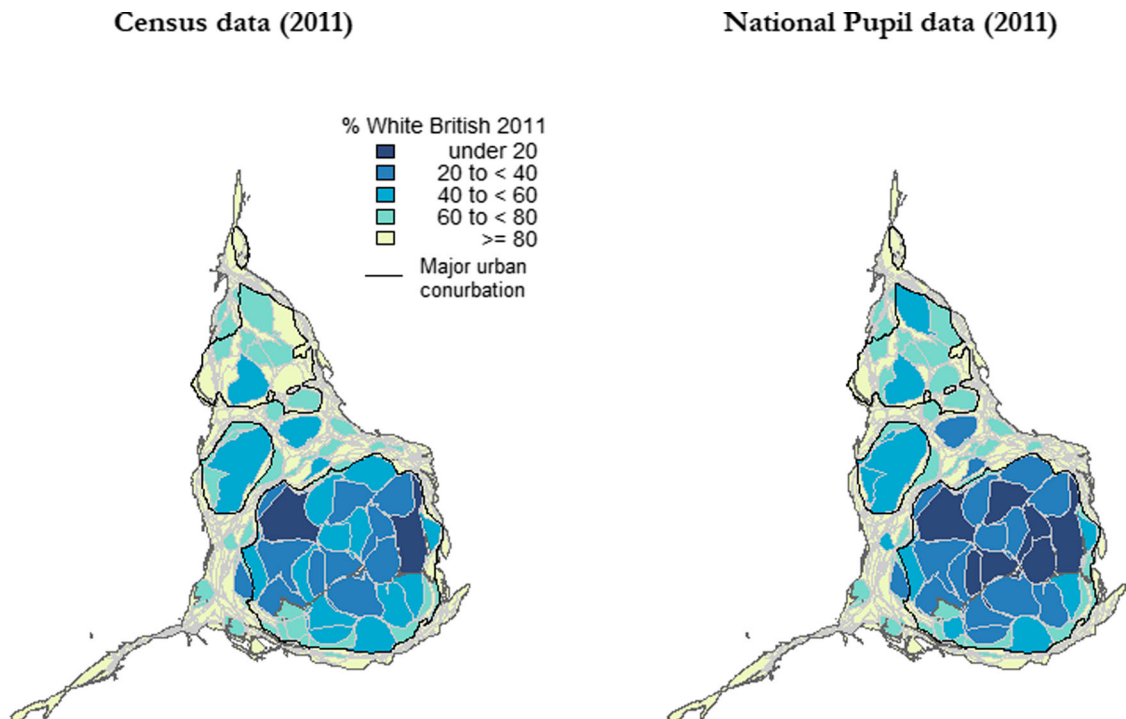 Census data (2011)
National Pupil data (2011)
% White British 2011
under 20
20 to < 40
40 to < 60
60 to < 80
>= 80
Major urban
conurbation